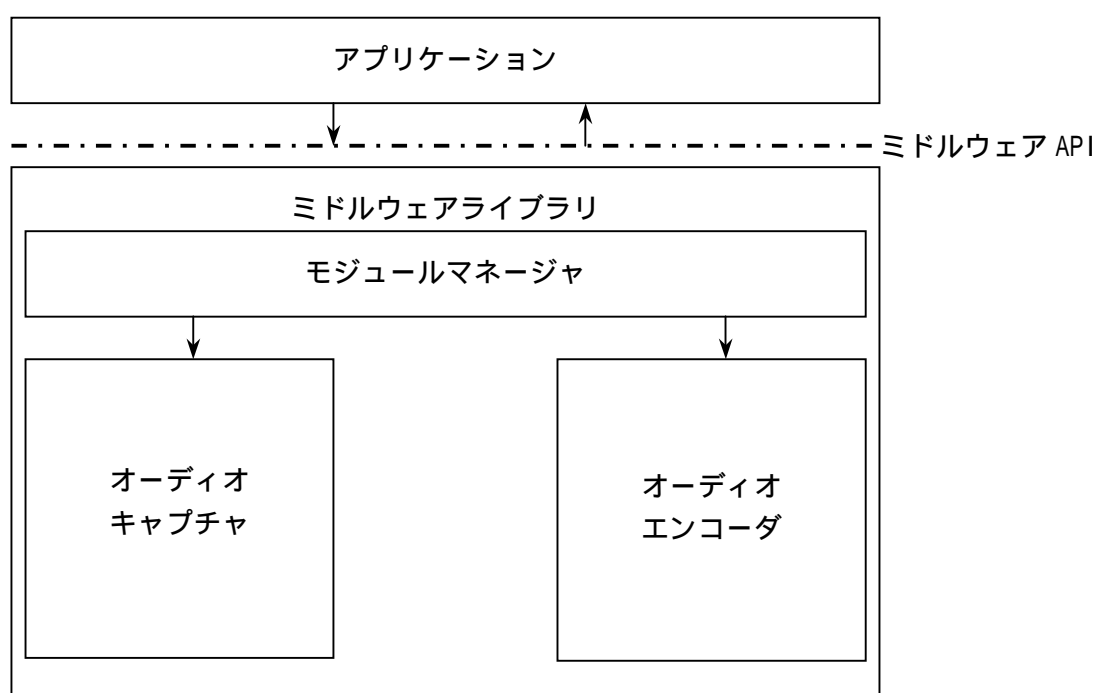 アプリケーション
ミドルウェア API
ミドルウェアライブラリ
モジュールマネージャ
オーディオ
キャプチャ
オーディオ
エンコーダ